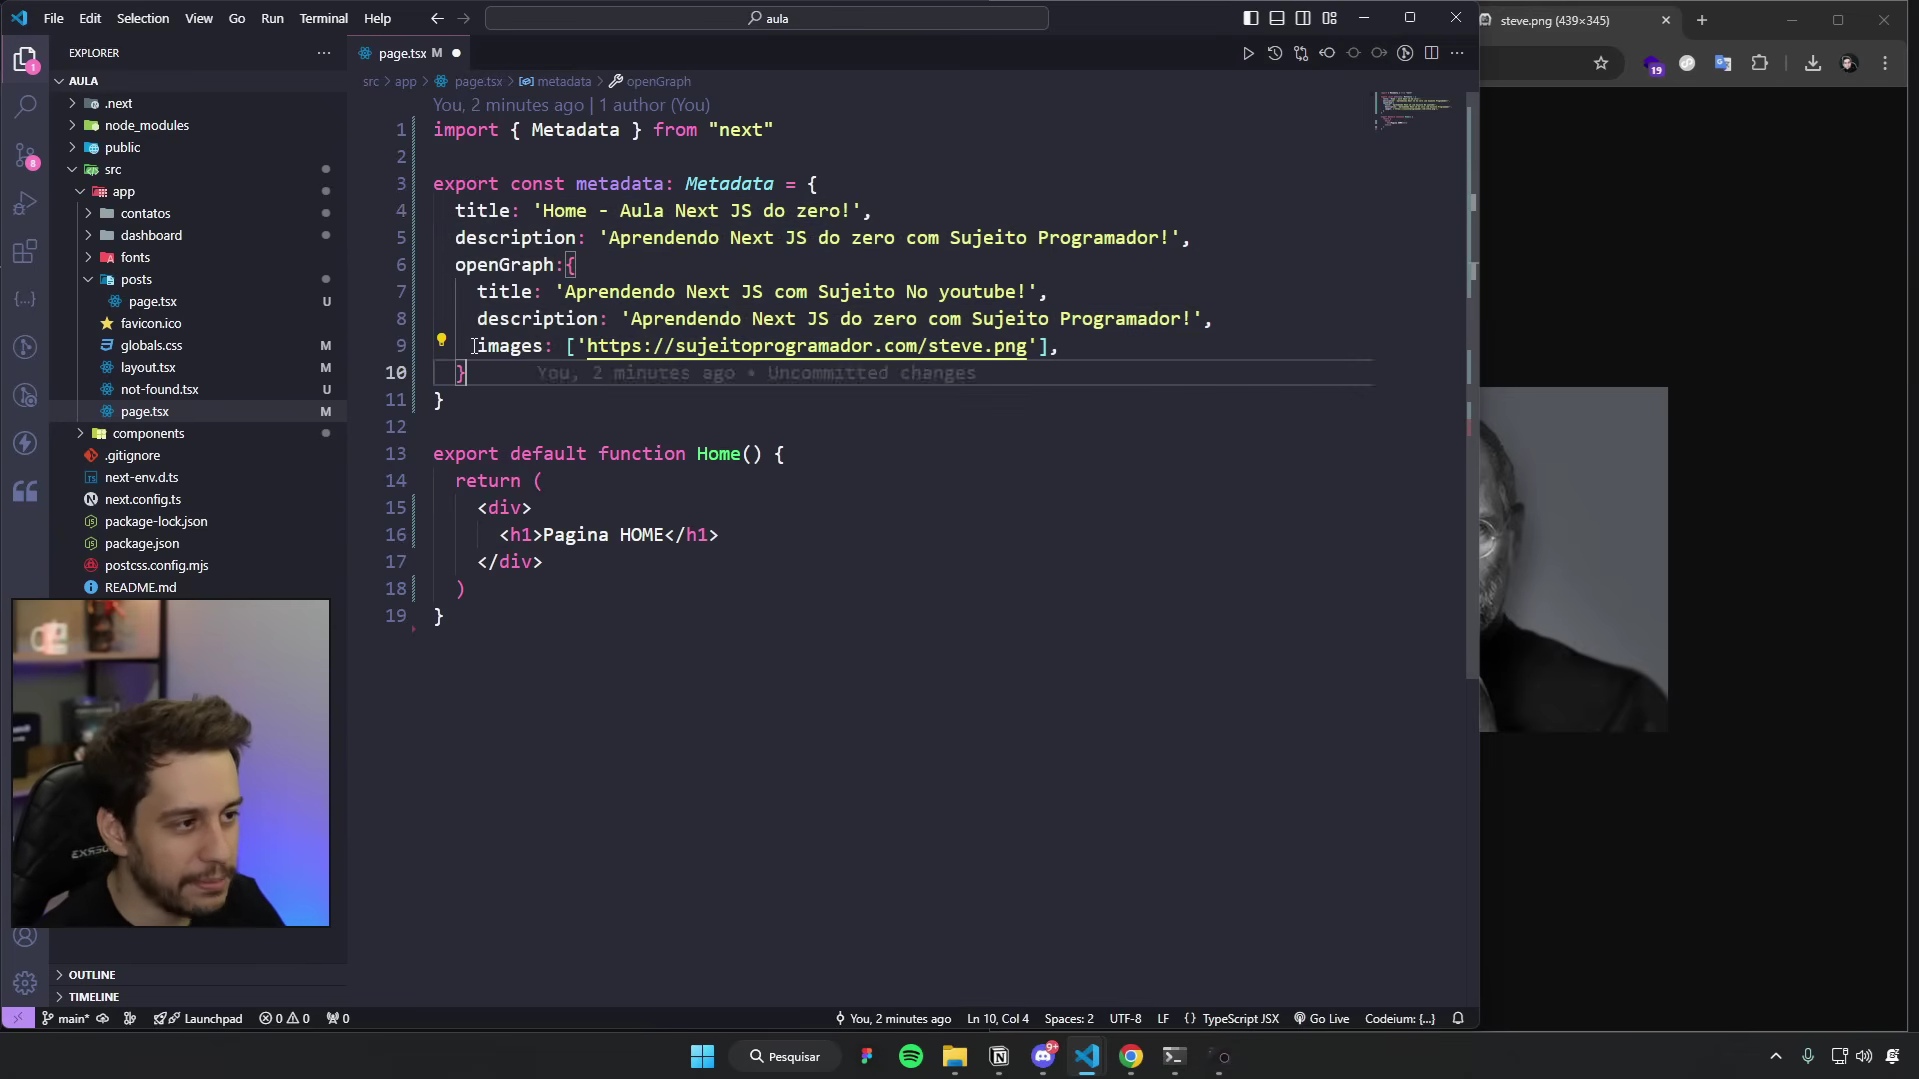 File Edit Selection View Go Run Terminal Help
aula
steve.png (439×345)
19
EXPLORER
AULA
.next
node_modules
public
src
app
contatos
dashboard
fonts
posts
page.tsx U
favicon.ico
globals.css
layout.tsx M
not-found.tsx U
page.tsx M
components
.gitignore
next-env.d.ts
next.config.ts
package-lock.json
package.json
postcss.config.mjs
README.md
OUTLINE
TIMELINE
1
8
page.tsx M
src > app > page.tsx > metadata > openGraph
You, 2 minutes ago | 1 author (You)
1 import { Metadata } from "next"
2
3 export const metadata: Metadata = {
4 title: 'Home - Aula Next JS do zero!',
5 description: 'Aprendendo Next JS do zero com Sujeito Programador!',
6 openGraph:{
7 title: 'Aprendendo Next JS com Sujeito No youtube!',
8 description: 'Aprendendo Next JS do zero com Sujeito Programador!',
9 images: ['https://sujeitoprogramador.com/steve.png'],
10 } You, 2 minutes ago • Uncommitted changes
11 }
12
13 export default function Home() {
14 return (
15 <div>
16 <h1>Pagina HOME</h1>
17 </div>
18 )
19 }
main* Launchpad 0 0 0
You, 2 minutes ago Ln 10, Col 4 Spaces: 2 UTF-8 LF {} TypeScript JSX Go Live Codeium: {...}
Pesquisar
9+